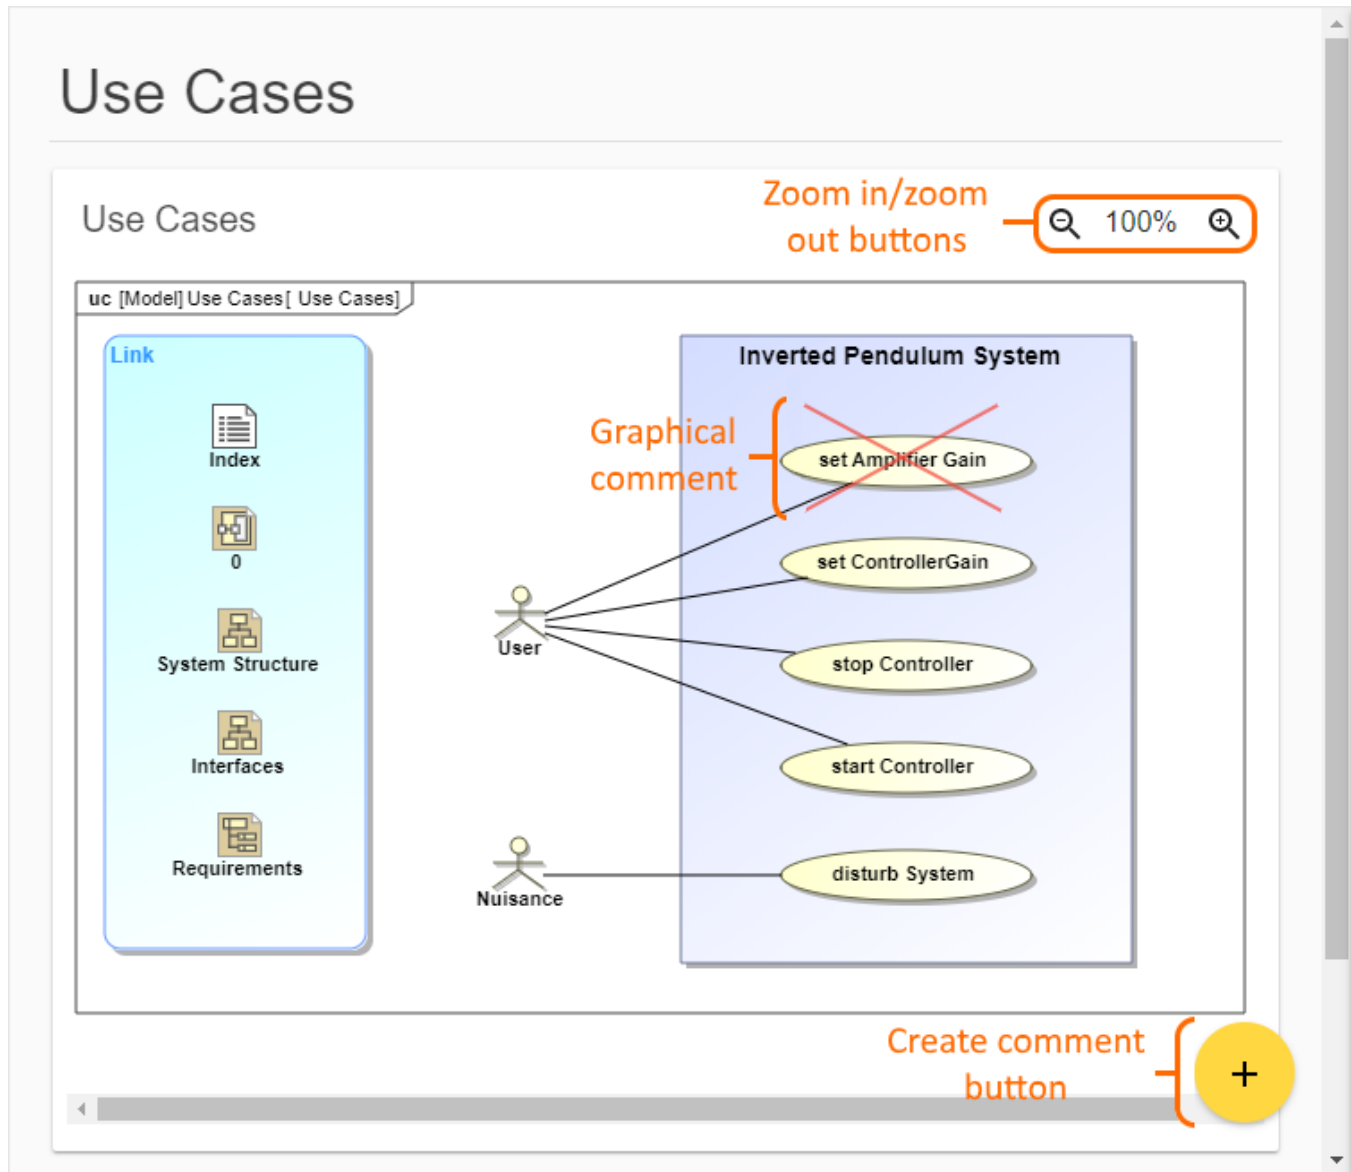 Use Cases
Use Cases
Zoom in/zoom
out buttons
100%
uc [Model] Use Cases[ Use Cases]
Link
Index
0
System Structure
Interfaces
Requirements
User
Nuisance
Inverted Pendulum System
Graphical
comment
set Amplifier Gain
set ControllerGain
stop Controller
start Controller
disturb System
Create comment
button
+